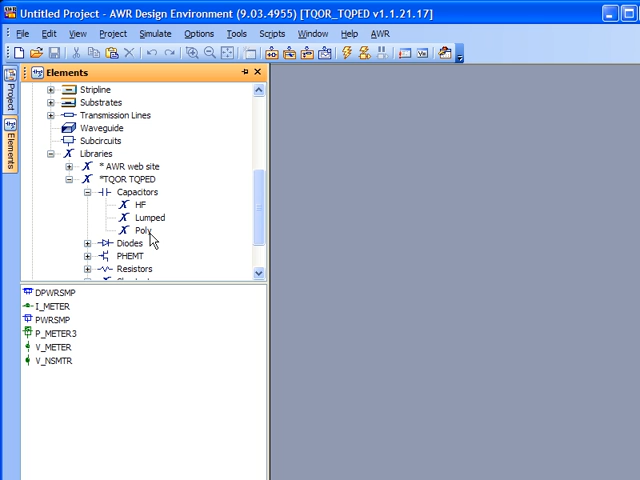 Untitled Project - AWR Design Environment (9.03.4955) [TQOR_TQPED v1.1.21.17]
File Edit View Project Simulate Options Tools Scripts Window Help AWR
Elements
Project
Elements
Stripline
Substrates
Transmission Lines
Waveguide
Subcircuits
Libraries
* AWR web site
*TQOR TQPED
Capacitors
HF
Lumped
Poly
Diodes
PHEMT
Resistors
DPWRSMP
I_METER
PWRSMP
P_METER3
V_METER
V_NSMTR